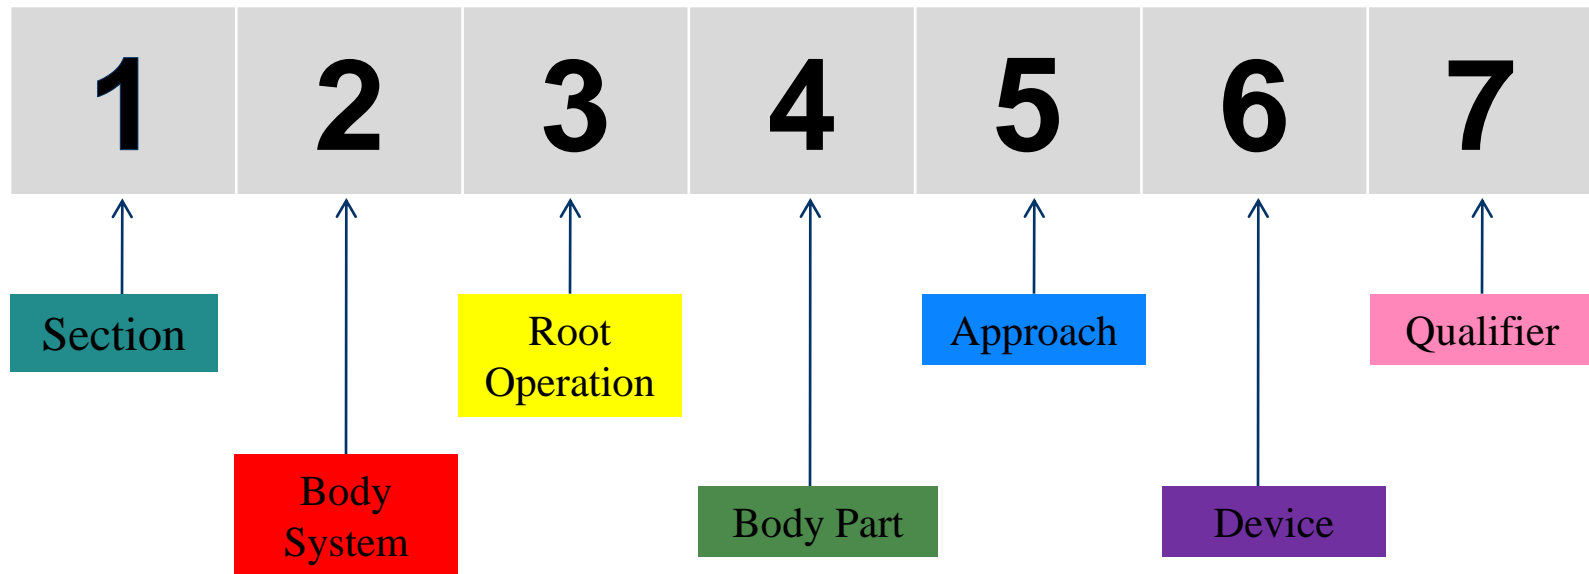 1 2 3 4 5 6 7
Section
Root
Operation
Approach
Qualifier
Body
System
Body Part
Device